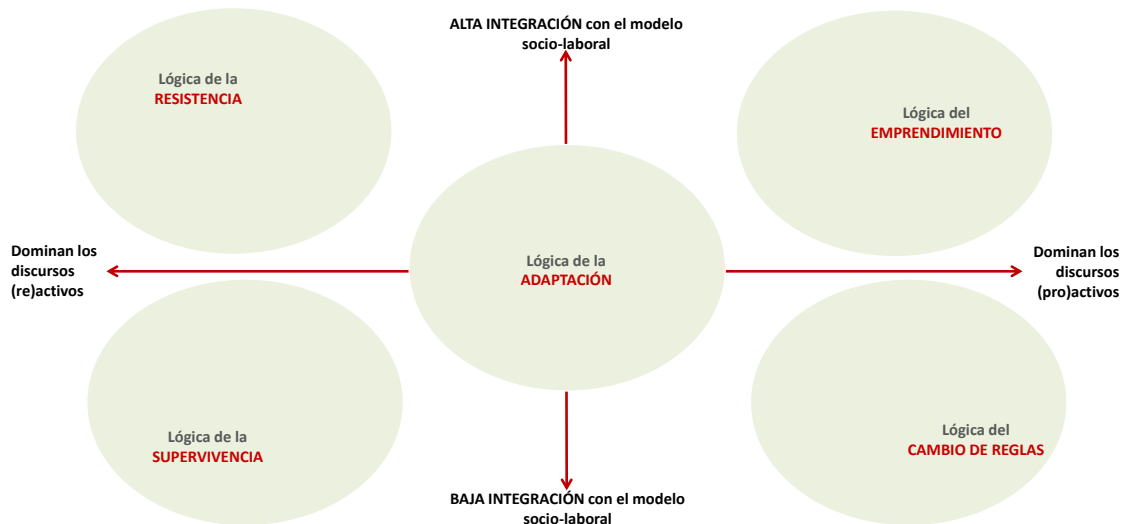 ALTA INTEGRACIÓN con el modelo
socio-laboral
Lógica de la
RESISTENCIA
Lógica del
EMPRENDIMIENTO
Dominan los
discursos
(re)activos
Lógica de la
ADAPTACIÓN
Dominan los
discursos
(pro)activos
Lógica de la
SUPERVIVENCIA
Lógica del
CAMBIO DE REGLAS
BAJA INTEGRACIÓN con el modelo
socio-laboral